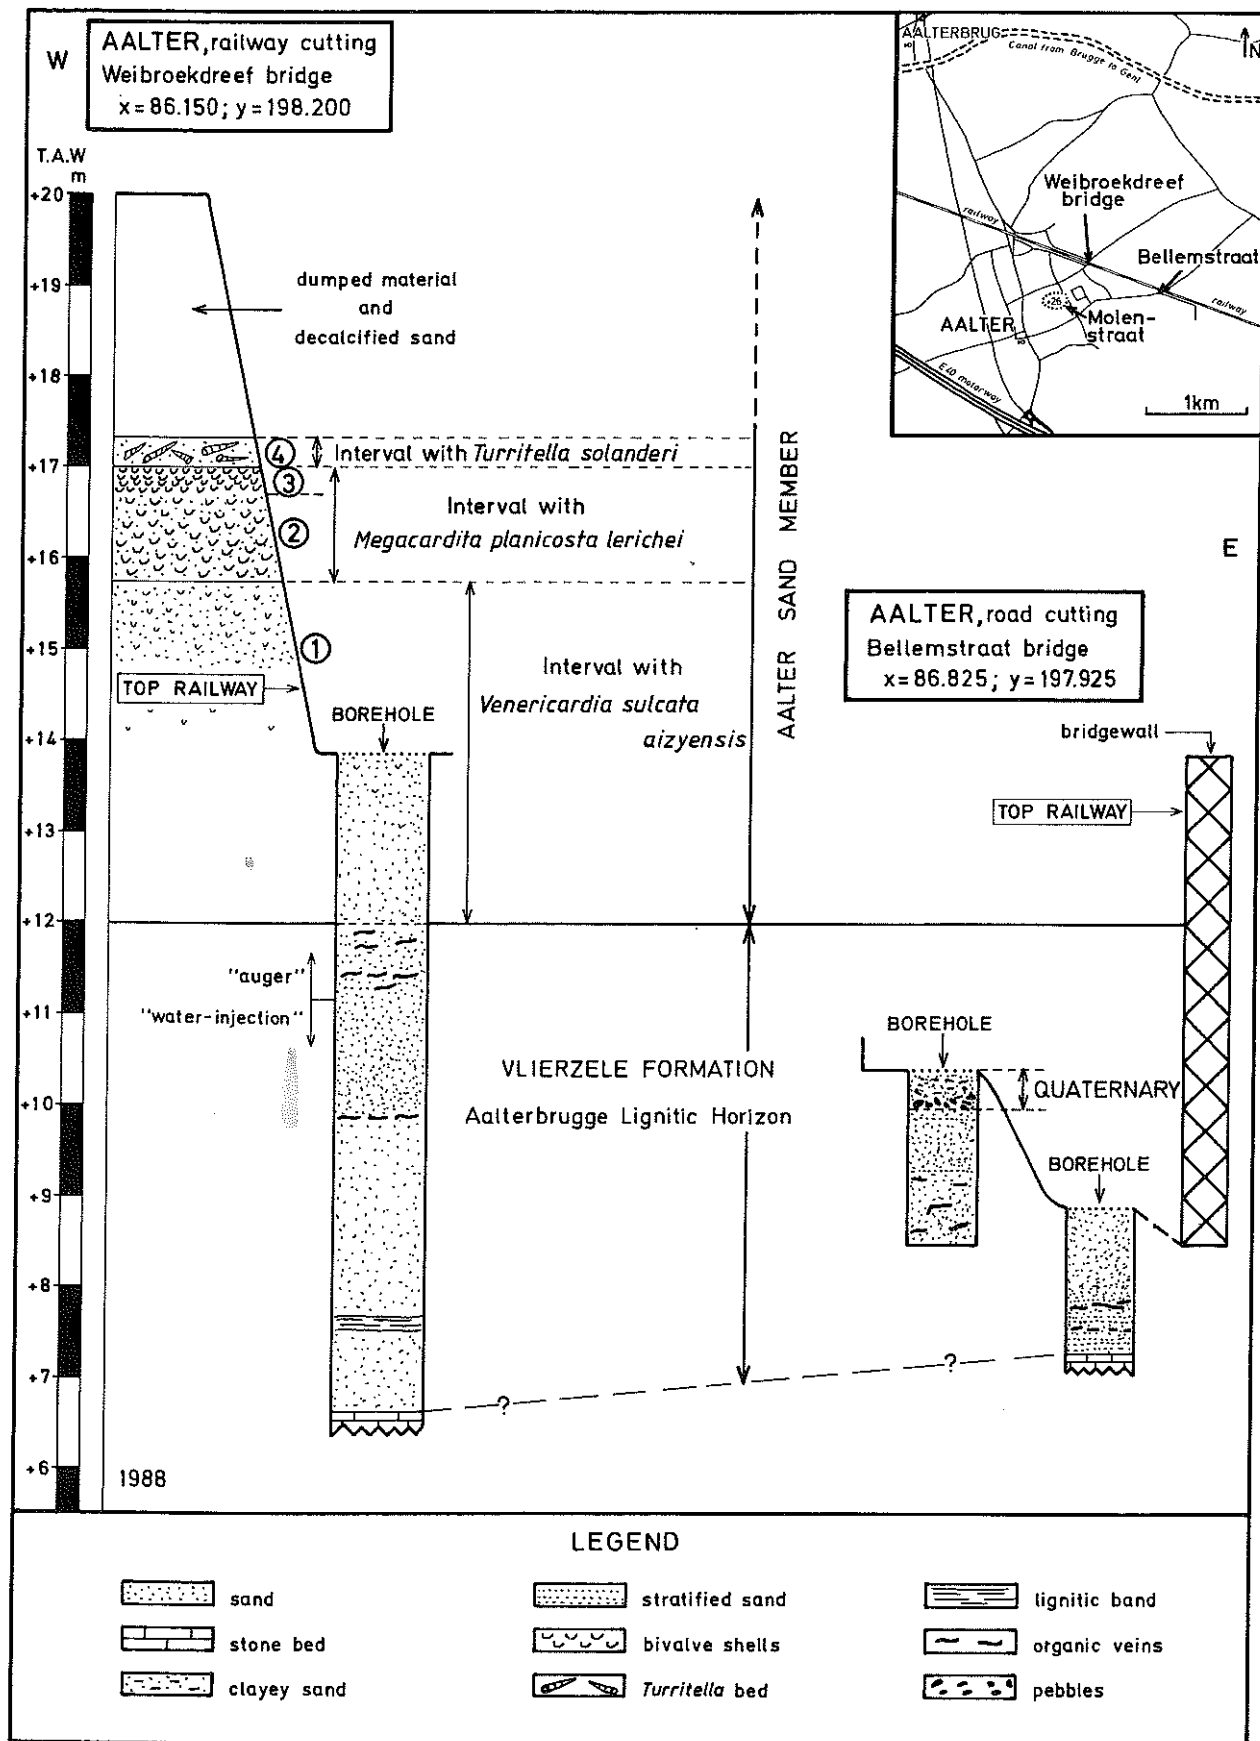 W
AALTER, railway cutting
Weibroekdreef bridge
x=86.150; y=198.200
T.A.W
m
+20
+19
+18
+17
+16
+15
+14
+13
+12
+11
+10
+9
+8
+7
+6
dumped material
and
decalcified sand
4
Interval with Turritella solanderi
3
2
Interval with
Megacardita planicosta lerichei
1
Interval with
Venericardia sulcata
aizyensis
TOP RAILWAY
BOREHOLE
"auger"
"water-injection"
AALTER SAND MEMBER
VLIERZELE FORMATION
Aalterbrugge Lignitic Horizon
?
?
1988
AALTERBRUG
Canal from Brugge to Gent
N
Weibroekdreef
bridge
railway
Bellemstraat
railway
26
Molen-
straat
AALTER
E40 motorway
1km
E
AALTER, road cutting
Bellemstraat bridge
x=86.825; y=197.925
bridgewall
TOP RAILWAY
BOREHOLE
QUATERNARY
BOREHOLE
LEGEND
sand
stratified sand
lignitic band
stone bed
bivalve shells
organic veins
clayey sand
Turritella bed
pebbles